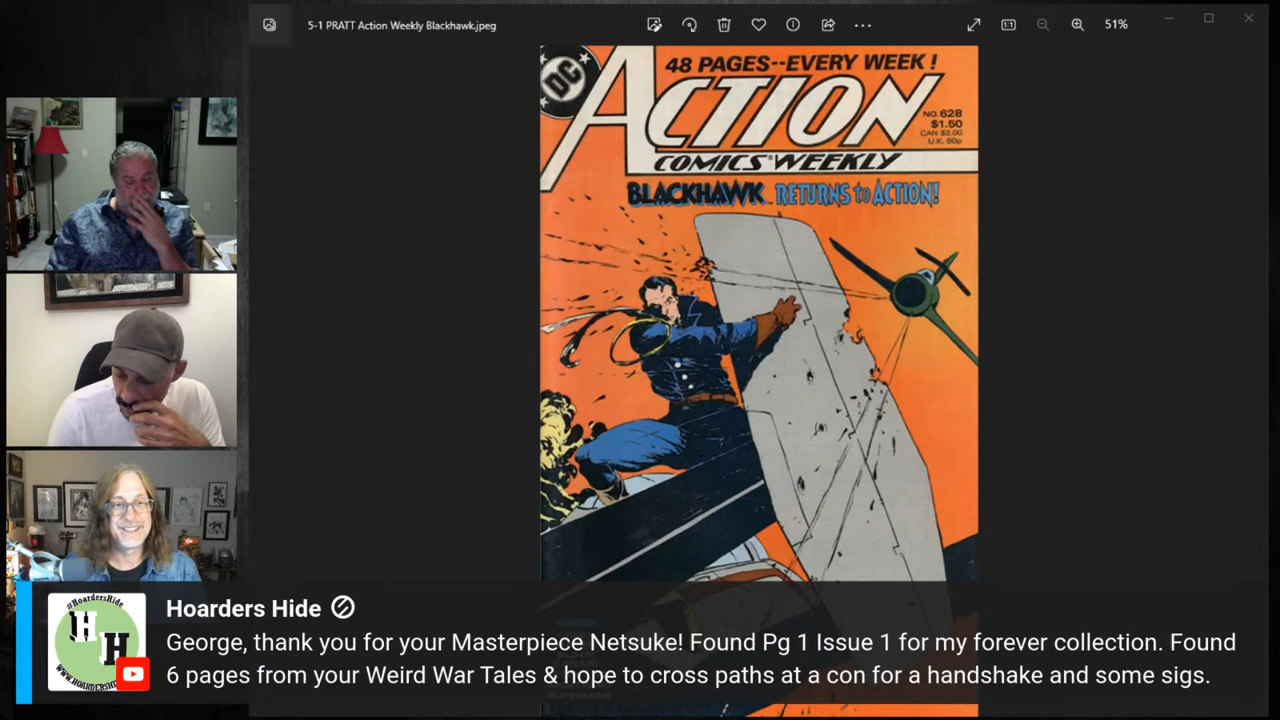 5-1 PRATT Action Weekly Blackhawk.jpeg
51%
48 PAGES--EVERY WEEK!
DC
ACTION
NO. 628
$1.50
CAN $2.00
U.K. 60p
COMICS WEEKLY
BLACKHAWK... RETURNS to ACTION!
#HoardersHide
H H
Hoarders Hide
George, thank you for your Masterpiece Netsuke! Found Pg 1 Issue 1 for my forever collection. Found
6 pages from your Weird War Tales & hope to cross paths at a con for a handshake and some sigs.
SUPERMAN